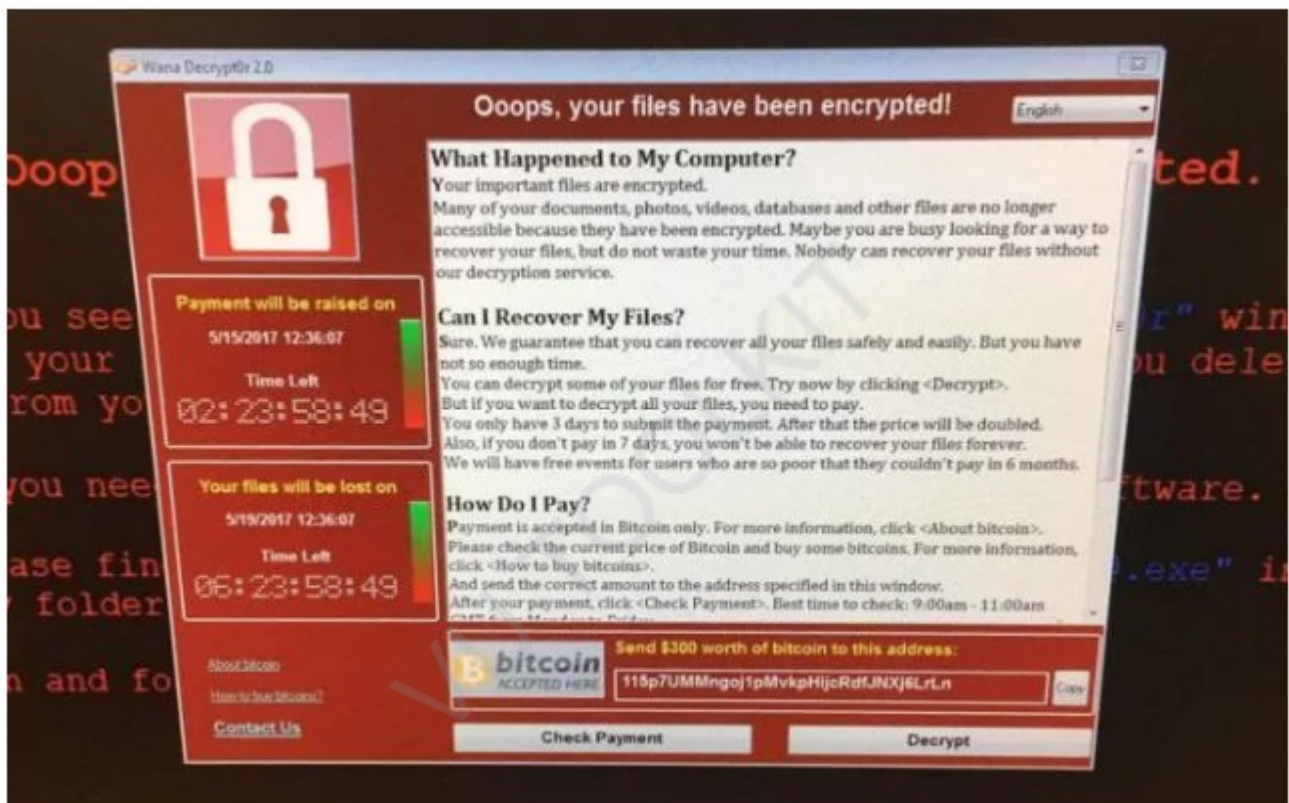 Wana Decrypt0r 2.0
Ooops, your files have been encrypted!
English
What Happened to My Computer?
Your important files are encrypted.
Many of your documents, photos, videos, databases and other files are no longer
accessible because they have been encrypted. Maybe you are busy looking for a way to
recover your files, but do not waste your time. Nobody can recover your files without
our decryption service.
Can I Recover My Files?
Sure. We guarantee that you can recover all your files safely and easily. But you have
not so enough time.
You can decrypt some of your files for free. Try now by clicking <Decrypt>.
But if you want to decrypt all your files, you need to pay.
You only have 3 days to submit the payment. After that the price will be doubled.
Also, if you don't pay in 7 days, you won't be able to recover your files forever.
We will have free events for users who are so poor that they couldn't pay in 6 months.
How Do I Pay?
Payment is accepted in Bitcoin only. For more information, click <About bitcoin>.
Please check the current price of Bitcoin and buy some bitcoins. For more information,
click <How to buy bitcoins>.
And send the correct amount to the address specified in this window.
After your payment, click <Check Payment>. Best time to check: 9:00am - 11:00am
Payment will be raised on
5/15/2017 12:36:07
Time Left
02:23:58:49
Your files will be lost on
5/19/2017 12:36:07
Time Left
06:23:58:49
About bitcoin
How to buy bitcoins?
Contact Us
bitcoin
ACCEPTED HERE
Send $300 worth of bitcoin to this address:
115p7UMMngoj1pMvkpHijcRdfJNXj6LrLn
Copy
Check Payment
Decrypt
Ooop
ted.
ou see
r" win
your
ou dele
rom yo
you nee
tware.
ase fin
.exe" in
folder
n and fo